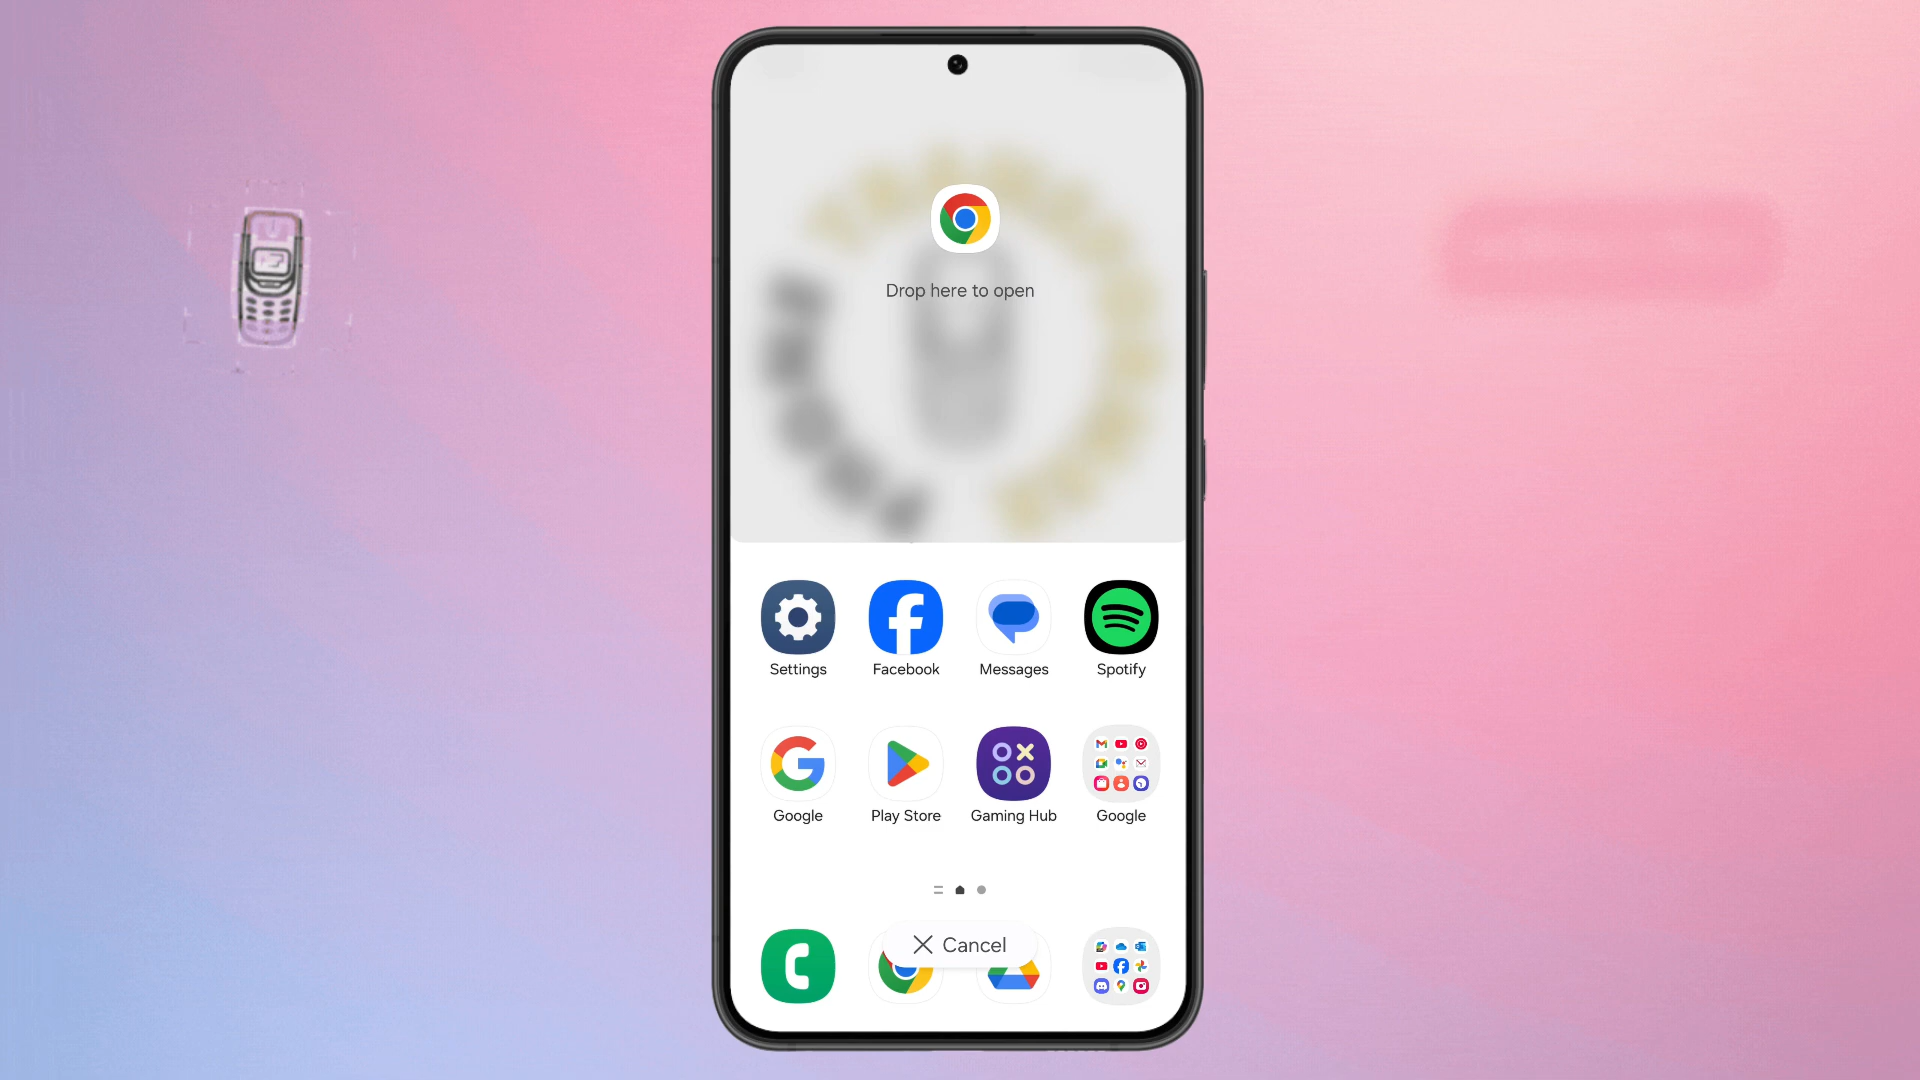 Drop here to open
Settings Facebook Messages Spotify
Google Play Store Gaming Hub Google
Cancel